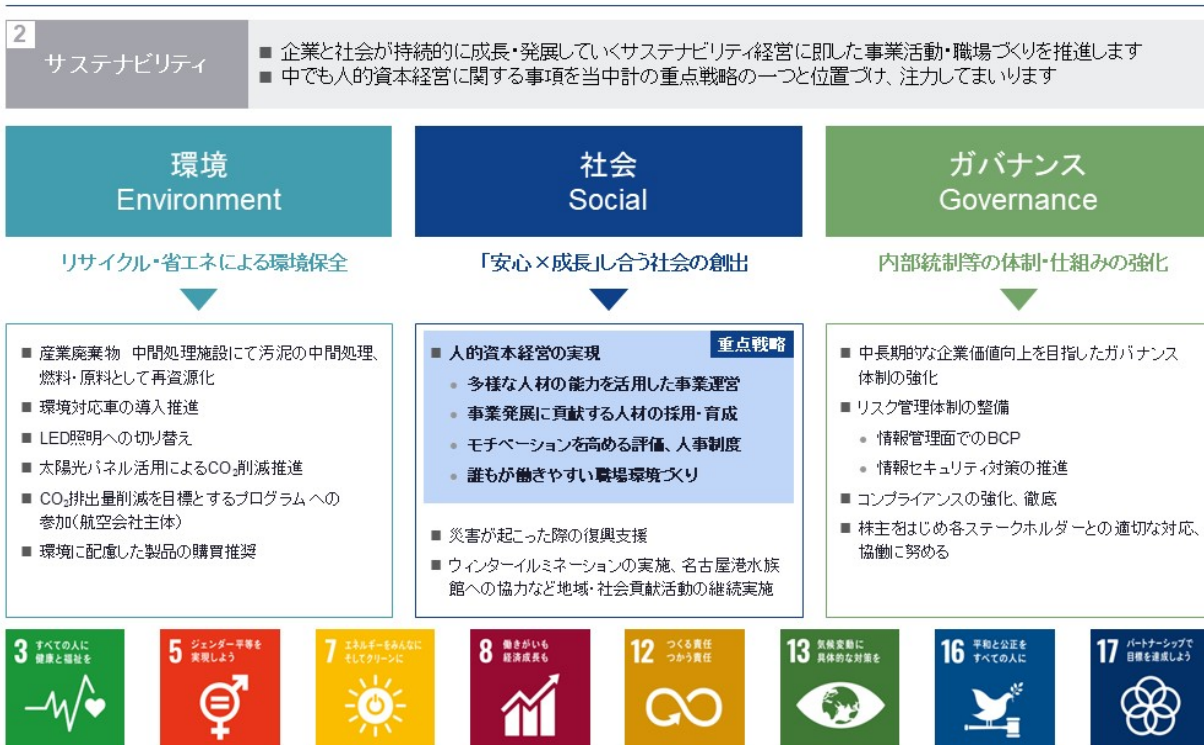 2
サステナビリティ
■ 企業と社会が持続的に成長・発展していくサステナビリティ経営に即した事業活動・職場づくりを推進します
■ 中でも人的資本経営に関する事項を当中計の重点戦略の一つと位置づけ、注力してまいります
環境
Environment
リサイクル・省エネによる環境保全
■ 産業廃棄物 中間処理施設にて汚泥の中間処理、
燃料・原料として再資源化
■ 環境対応車の導入推進
■ LED照明への切り替え
■ 太陽光パネル活用によるCO₂削減推進
■ CO₂排出量削減を目標とするプログラムへの
参加(航空会社主体)
■ 環境に配慮した製品の購買推奨
社会
Social
「安心×成長」し合う社会の創出
■ 人的資本経営の実現
重点戦略
• 多様な人材の能力を活用した事業運営
• 事業発展に貢献する人材の採用・育成
• モチベーションを高める評価、人事制度
• 誰もが働きやすい職場環境づくり
■ 災害が起こった際の復興支援
■ ウィンターイルミネーションの実施、名古屋港水族
館への協力など地域・社会貢献活動の継続実施
ガバナンス
Governance
内部統制等の体制・仕組みの強化
■ 中長期的な企業価値向上を目指したガバナンス
体制の強化
■ リスク管理体制の整備
• 情報管理面でのBCP
• 情報セキュリティ対策の推進
■ コンプライアンスの強化、徹底
■ 株主をはじめ各ステークホルダーとの適切な対応、
協働に努める
3 すべての人に
健康と福祉を
5 ジェンダー平等を
実現しよう
7 エネルギーをみんなに
そしてクリーンに
8 働きがいも
経済成長も
12 つくる責任
つかう責任
13 気候変動に
具体的な対策を
16 平和と公正を
すべての人に
17 パートナーシップで
目標を達成しよう